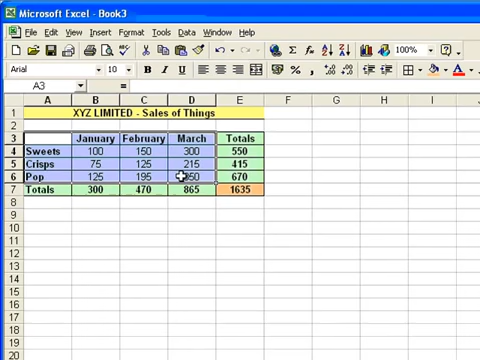 Microsoft Excel - Book3
File Edit View Insert Format Tools Data Window Help
100%
Arial 10 B I U
A3 =
A B C D E F G H I
1 XYZ LIMITED - Sales of Things
2
3 January February March Totals
4 Sweets 100 150 300 550
5 Crisps 75 125 215 415
6 Pop 125 195 350 670
7 Totals 300 470 865 1635
8
9
10
11
12
13
14
15
16
17
18
19
20